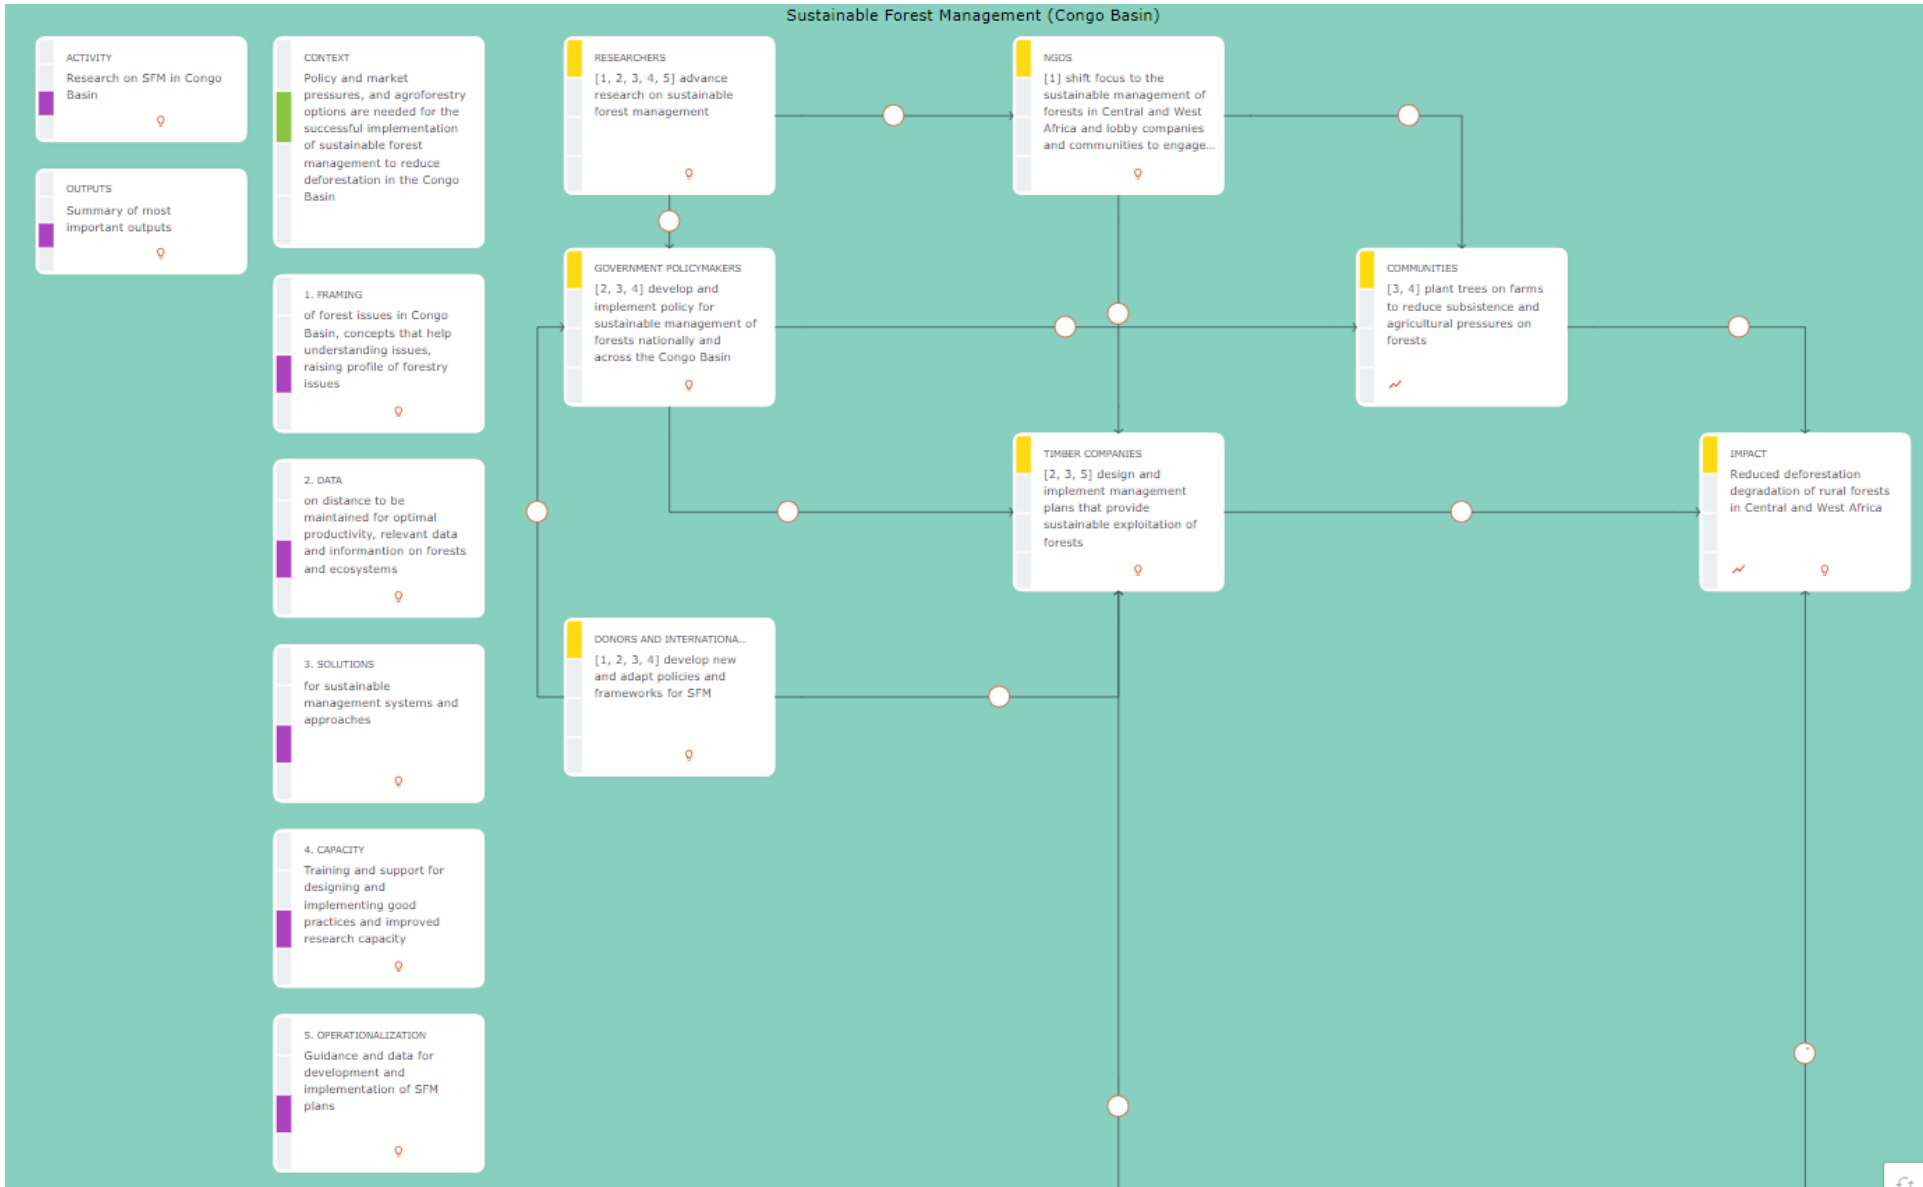 Sustainable Forest Management (Congo Basin)
ACTIVITY
Research on SFM in Congo
Basin
OUTPUTS
Summary of most
important outputs
CONTEXT
Policy and market
pressures, and agroforestry
options are needed for the
successful implementation
of sustainable forest
management to reduce
deforestation in the Congo
Basin
1. FRAMING
of forest issues in Congo
Basin, concepts that help
understanding issues,
raising profile of forestry
issues
2. DATA
on distance to be
maintained for optimal
productivity, relevant data
and informantion on forests
and ecosystems
3. SOLUTIONS
for sustainable
management systems and
approaches
4. CAPACITY
Training and support for
designing and
implementing good
practices and improved
research capacity
5. OPERATIONALIZATION
Guidance and data for
development and
implementation of SFM
plans
RESEARCHERS
[1, 2, 3, 4, 5] advance
research on sustainable
forest management
GOVERNMENT POLICYMAKERS
[2, 3, 4] develop and
implement policy for
sustainable management of
forests nationally and
across the Congo Basin
DONORS AND INTERNATIONA...
[1, 2, 3, 4] develop new
and adapt policies and
frameworks for SFM
NGOS
[1] shift focus to the
sustainable management of
forests in Central and West
Africa and lobby companies
and communities to engage...
TIMBER COMPANIES
[2, 3, 5] design and
implement management
plans that provide
sustainable exploitation of
forests
COMMUNITIES
[3, 4] plant trees on farms
to reduce subsistence and
agricultural pressures on
forests
IMPACT
Reduced deforestation
degradation of rural forests
in Central and West Africa